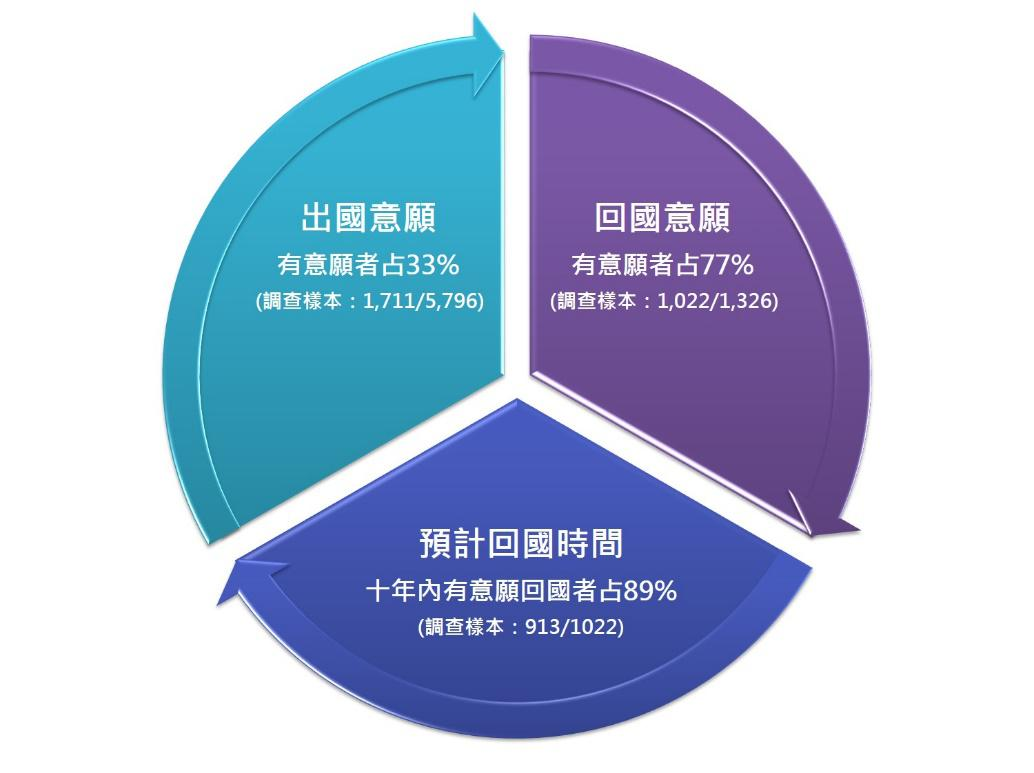 出國意願
有意願者占33%
(調查樣本：1,711/5,796)
回國意願
有意願者占77%
(調查樣本：1,022/1,326)
預計回國時間
十年內有意願回國者占89%
(調查樣本：913/1022)